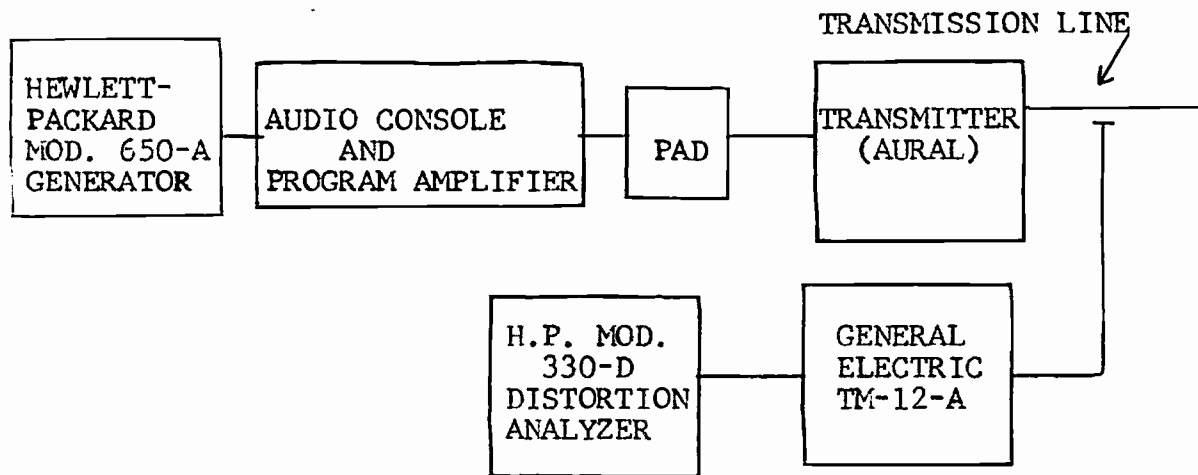 TRANSMISSION LINE
HEWLETT-
PACKARD
MOD. 650-A
GENERATOR
AUDIO CONSOLE
AND
PROGRAM AMPLIFIER
PAD
TRANSMITTER
(AURAL)
H.P. MOD.
330-D
DISTORTION
ANALYZER
GENERAL
ELECTRIC
TM-12-A